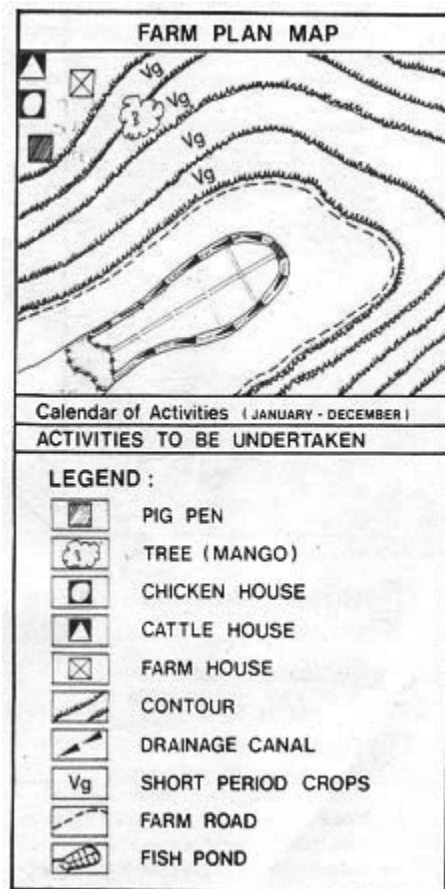 FARM PLAN MAP
Vg
Vg
Vg
Vg
Calendar of Activities (JANUARY - DECEMBER)
ACTIVITIES TO BE UNDERTAKEN
LEGEND :
PIG PEN
TREE (MANGO)
CHICKEN HOUSE
CATTLE HOUSE
FARM HOUSE
CONTOUR
DRAINAGE CANAL
Vg SHORT PERIOD CROPS
FARM ROAD
FISH POND